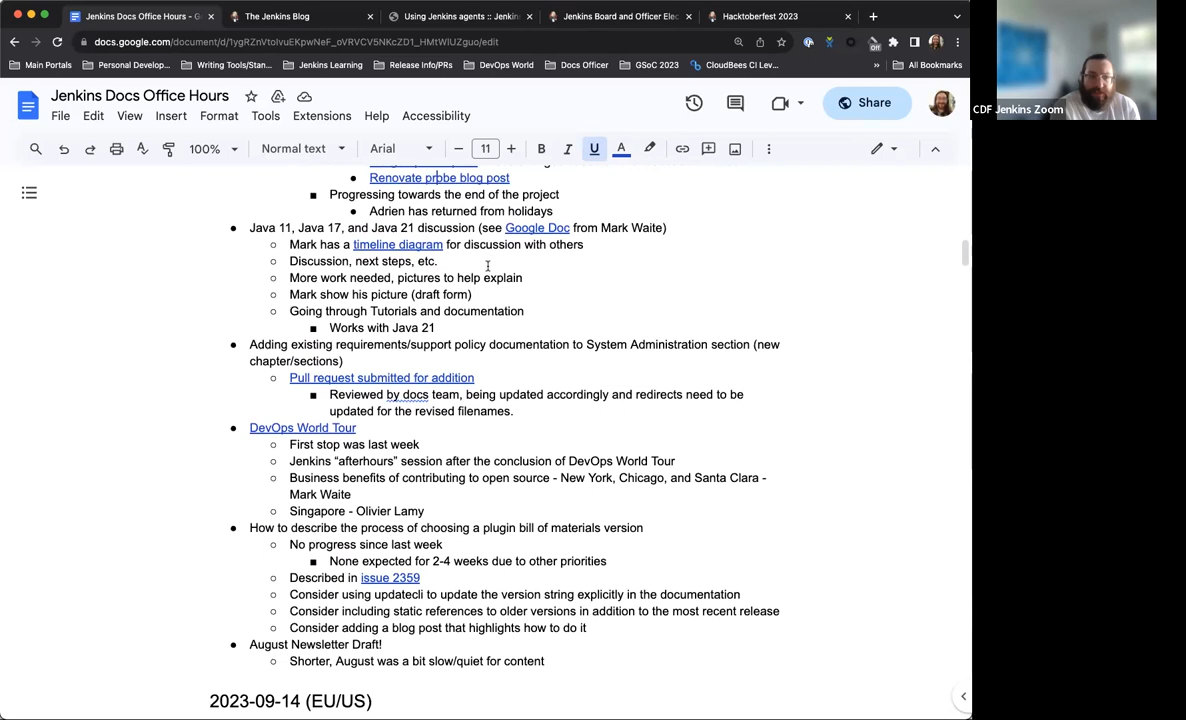 Jenkins Docs Office Hours - G
The Jenkins Blog
Using Jenkins agents :: Jenkin
Jenkins Board and Officer Elec
Hacktoberfest 2023
docs.google.com/document/d/1ygRZnVtoIvuEKpwNeF_oVRVCV5NKcZD1_HMtWlUZguo/edit
Main Portals
Personal Develop...
Writing Tools/Stan...
Jenkins Learning
Release Info/PRs
DevOps World
Docs Officer
GSoC 2023
CloudBees CI Lev...
»
All Bookmarks
Off
CDF Jenkins Zoom
Jenkins Docs Office Hours
File Edit View Insert Format Tools Extensions Help Accessibility
Share
100% Normal text Arial 11 B I U A
Renovate probe blog post
Progressing towards the end of the project
Adrien has returned from holidays
Java 11, Java 17, and Java 21 discussion (see Google Doc from Mark Waite)
Mark has a timeline diagram for discussion with others
Discussion, next steps, etc.
More work needed, pictures to help explain
Mark show his picture (draft form)
Going through Tutorials and documentation
Works with Java 21
Adding existing requirements/support policy documentation to System Administration section (new
chapter/sections)
Pull request submitted for addition
Reviewed by docs team, being updated accordingly and redirects need to be
updated for the revised filenames.
DevOps World Tour
First stop was last week
Jenkins “afterhours” session after the conclusion of DevOps World Tour
Business benefits of contributing to open source - New York, Chicago, and Santa Clara -
Mark Waite
Singapore - Olivier Lamy
How to describe the process of choosing a plugin bill of materials version
No progress since last week
None expected for 2-4 weeks due to other priorities
Described in issue 2359
Consider using updatecli to update the version string explicitly in the documentation
Consider including static references to older versions in addition to the most recent release
Consider adding a blog post that highlights how to do it
August Newsletter Draft!
Shorter, August was a bit slow/quiet for content
2023-09-14 (EU/US)